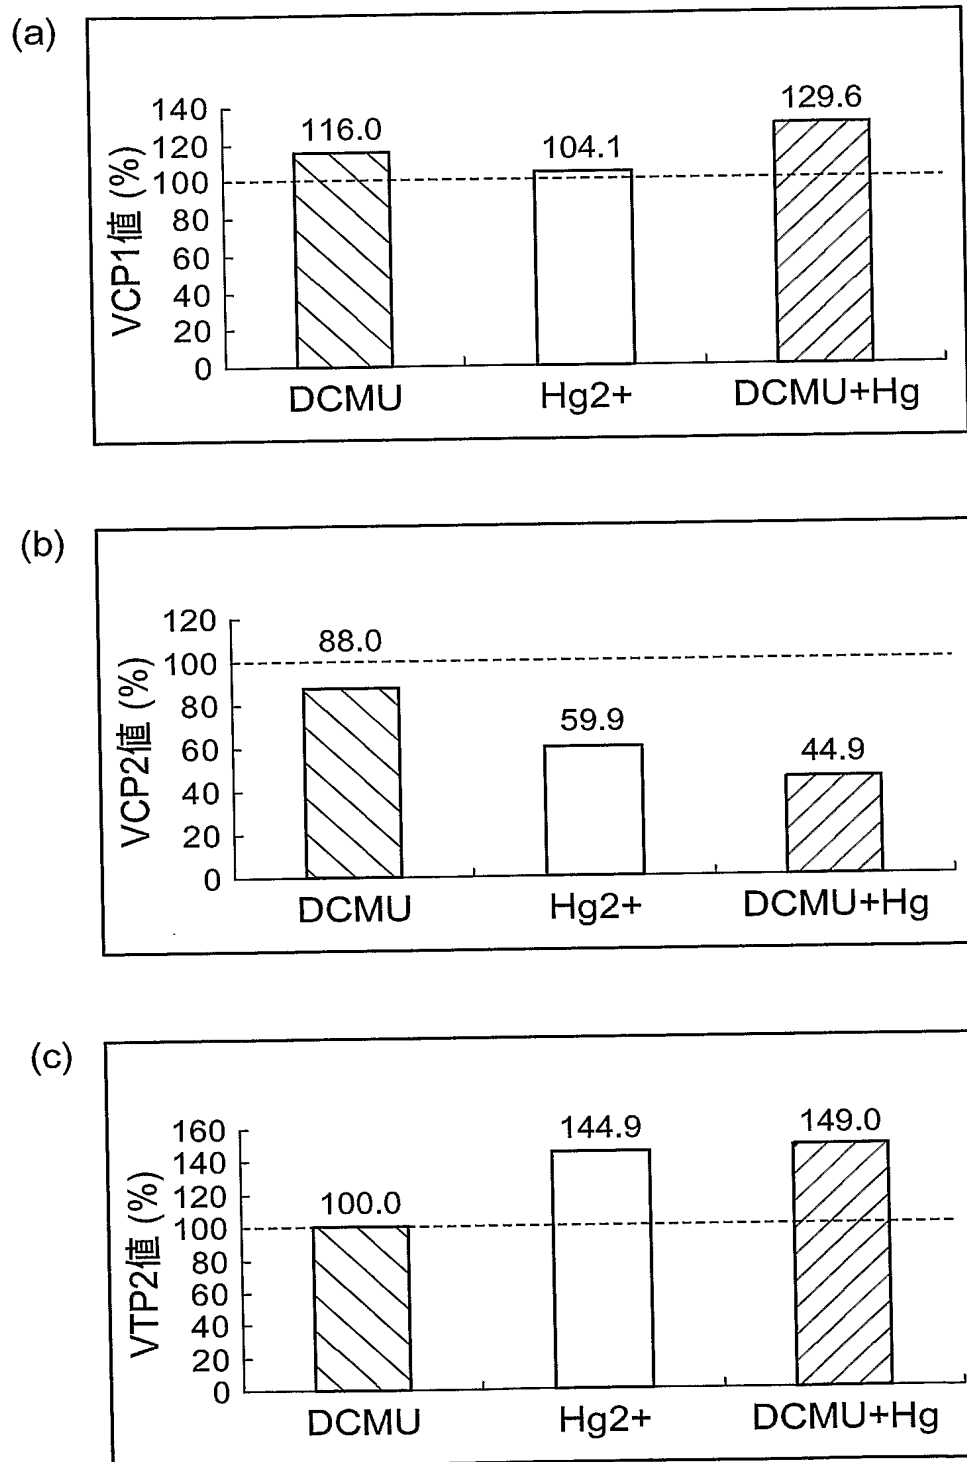 (a)
VCP1値 (%)
140
120
100
80
60
40
20
0
116.0
104.1
129.6
DCMU
Hg2+
DCMU+Hg
(b)
VCP2値 (%)
120
100
80
60
40
20
0
88.0
59.9
44.9
DCMU
Hg2+
DCMU+Hg
(c)
VTP2値 (%)
160
140
120
100
80
60
40
20
0
100.0
144.9
149.0
DCMU
Hg2+
DCMU+Hg